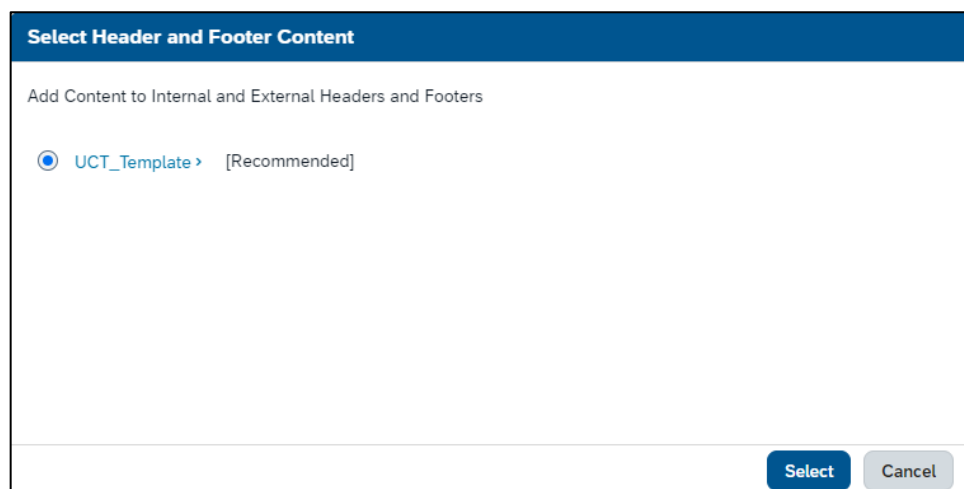 Select Header and Footer Content
Add Content to Internal and External Headers and Footers
UCT_Template › [Recommended]
Select Cancel